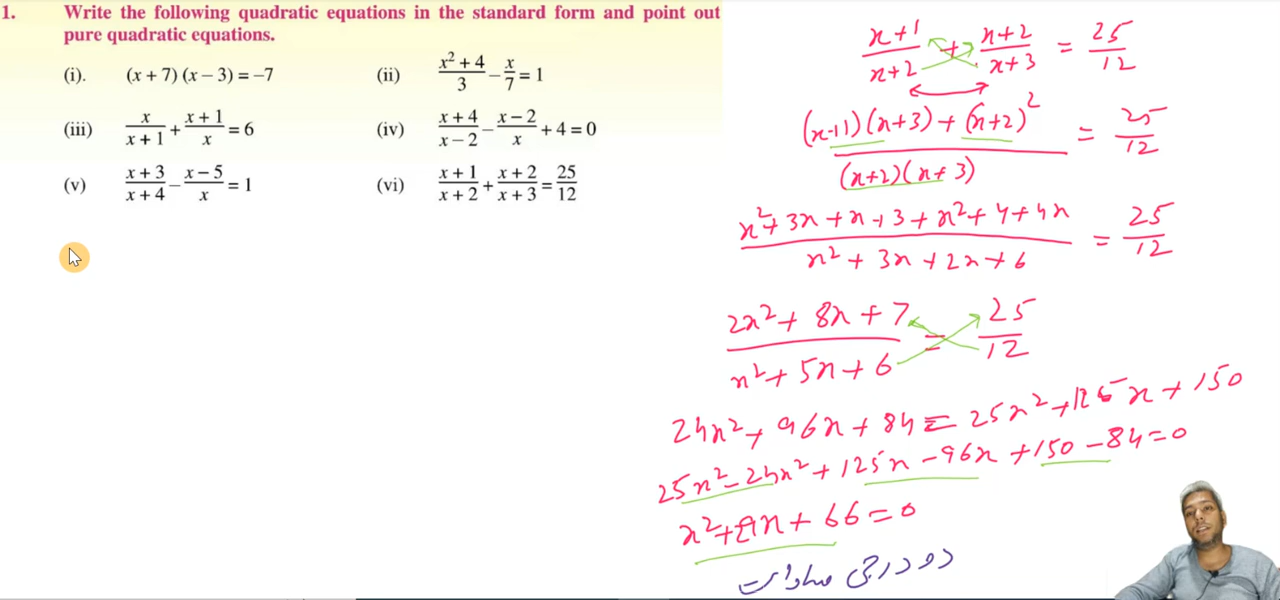 1. Write the following quadratic equations in the standard form and point out
pure quadratic equations.
(i). (x + 7) (x – 3) = –7
(ii) (x² + 4)/3 – x/7 = 1
(iii) x/(x + 1) + (x + 1)/x = 6
(iv) (x + 4)/(x – 2) – (x – 2)/x + 4 = 0
(v) (x + 3)/(x + 4) – (x – 5)/x = 1
(vi) (x + 1)/(x + 2) + (x + 2)/(x + 3) = 25/12
(x+1)/(x+2) + (x+2)/(x+3) = 25/12
((x+1)(x+3) + (x+2)²)/((x+2)(x+3)) = 25/12
(x² + 3x + x + 3 + x² + 4 + 4x)/(x² + 3x + 2x + 6) = 25/12
(2x² + 8x + 7)/(x² + 5x + 6) = 25/12
24x² + 96x + 84 = 25x² + 125x + 150
25x² – 24x² + 125x – 96x + 150 – 84 = 0
x² + 29x + 66 = 0
دو درجی مساوات